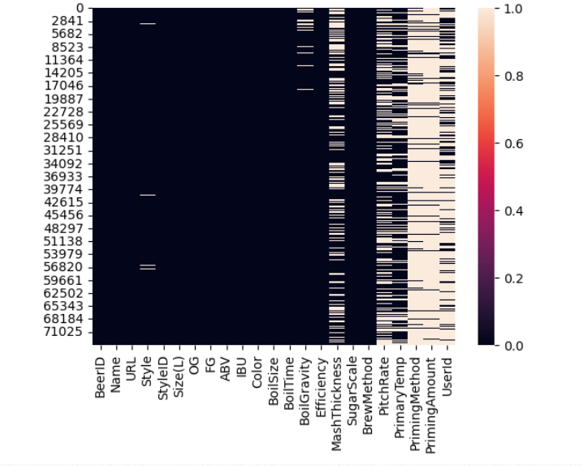 0
2841
5682
8523
11364
14205
17046
19887
22728
25569
28410
31251
34092
36933
39774
42615
45456
48297
51138
53979
56820
59661
62502
65343
68184
71025
BeerID
Name
URL
Style
StyleID
Size(L)
OG
FG
ABV
IBU
Color
BoilSize
BoilTime
BoilGravity
Efficiency
MashThickness
SugarScale
BrewMethod
PitchRate
PrimaryTemp
PrimingMethod
PrimingAmount
UserId
1.0
0.8
0.6
0.4
0.2
0.0